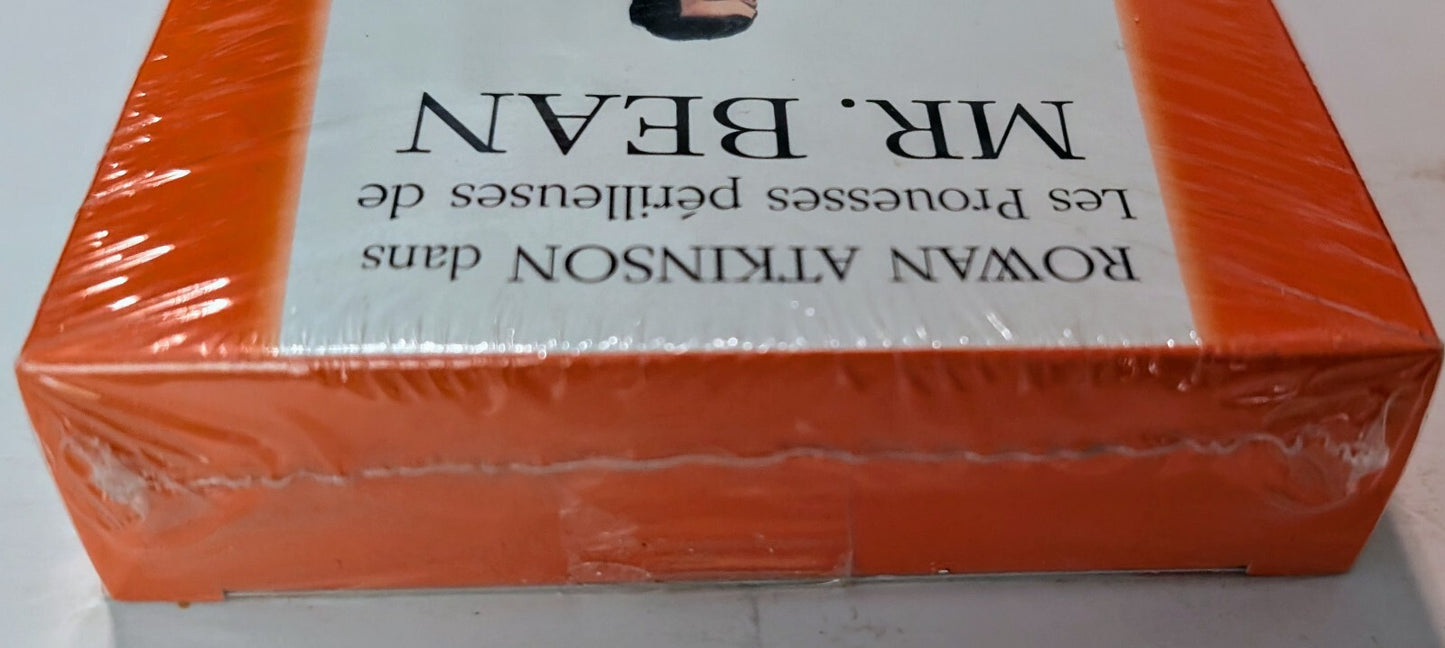 ROWAN ATKINSON dans
Les Prouesses périlleuses de
MR. BEAN